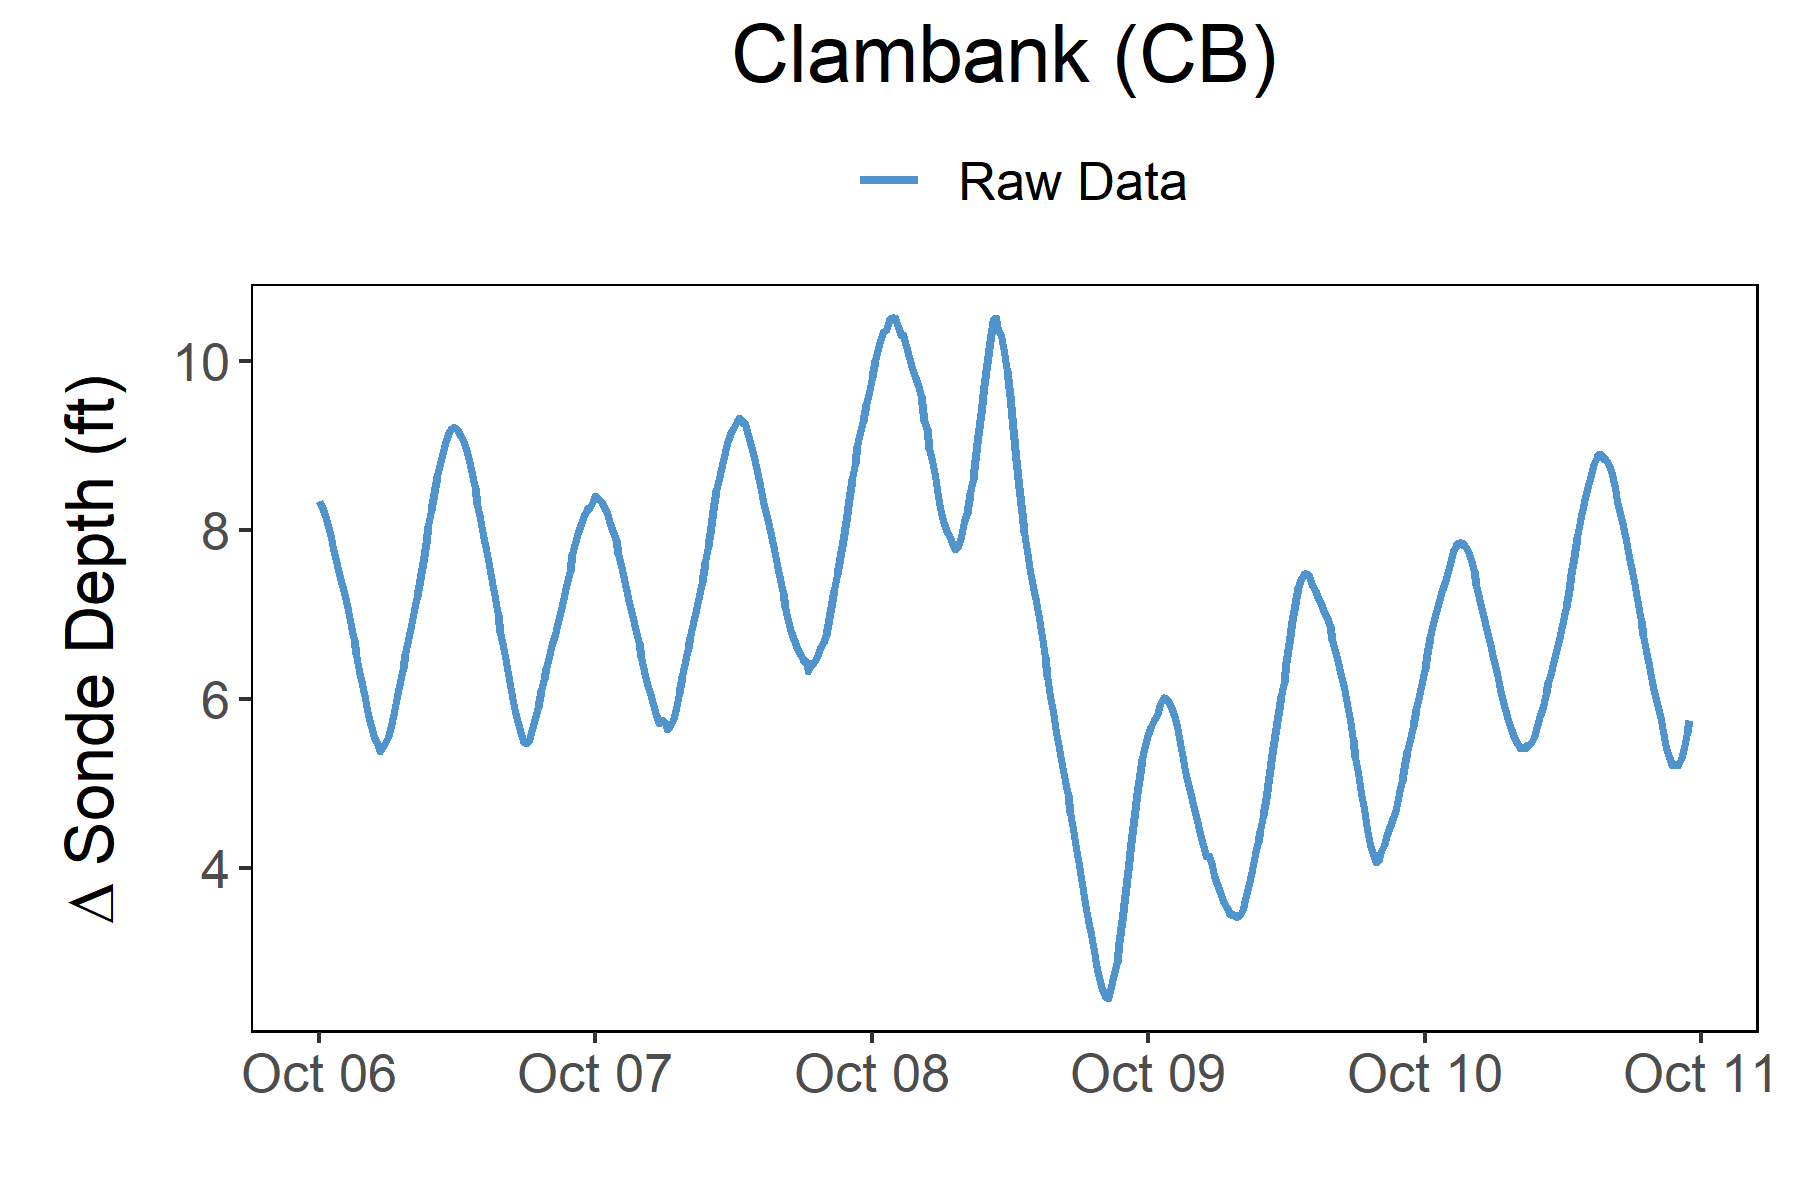 Clambank (CB)
Raw Data
Δ Sonde Depth (ft)
10
8
6
4
Oct 06
Oct 07
Oct 08
Oct 09
Oct 10
Oct 11